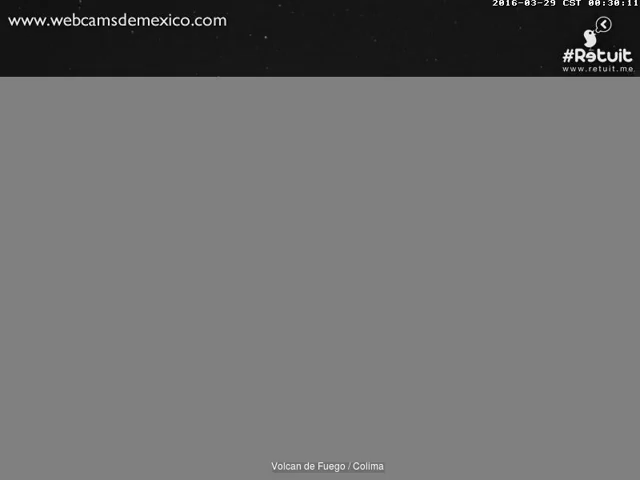 2016-03-29 CST 00:30:11
www.webcamsdemexico.com
#Retuit
www.retuit.me
Volcan de Fuego / Colima